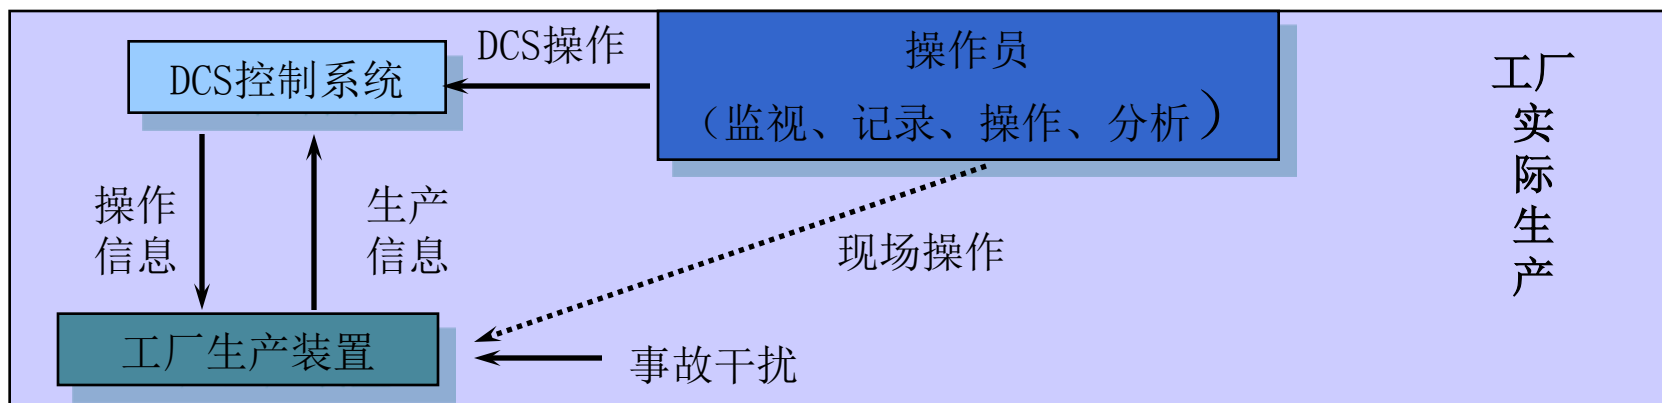 DCS操作
操作员
DCS控制系统
（监视、记录、操作、分析）
工厂
实
际
生
产
操作
信息
生产
信息
现场操作
工厂生产装置
事故干扰